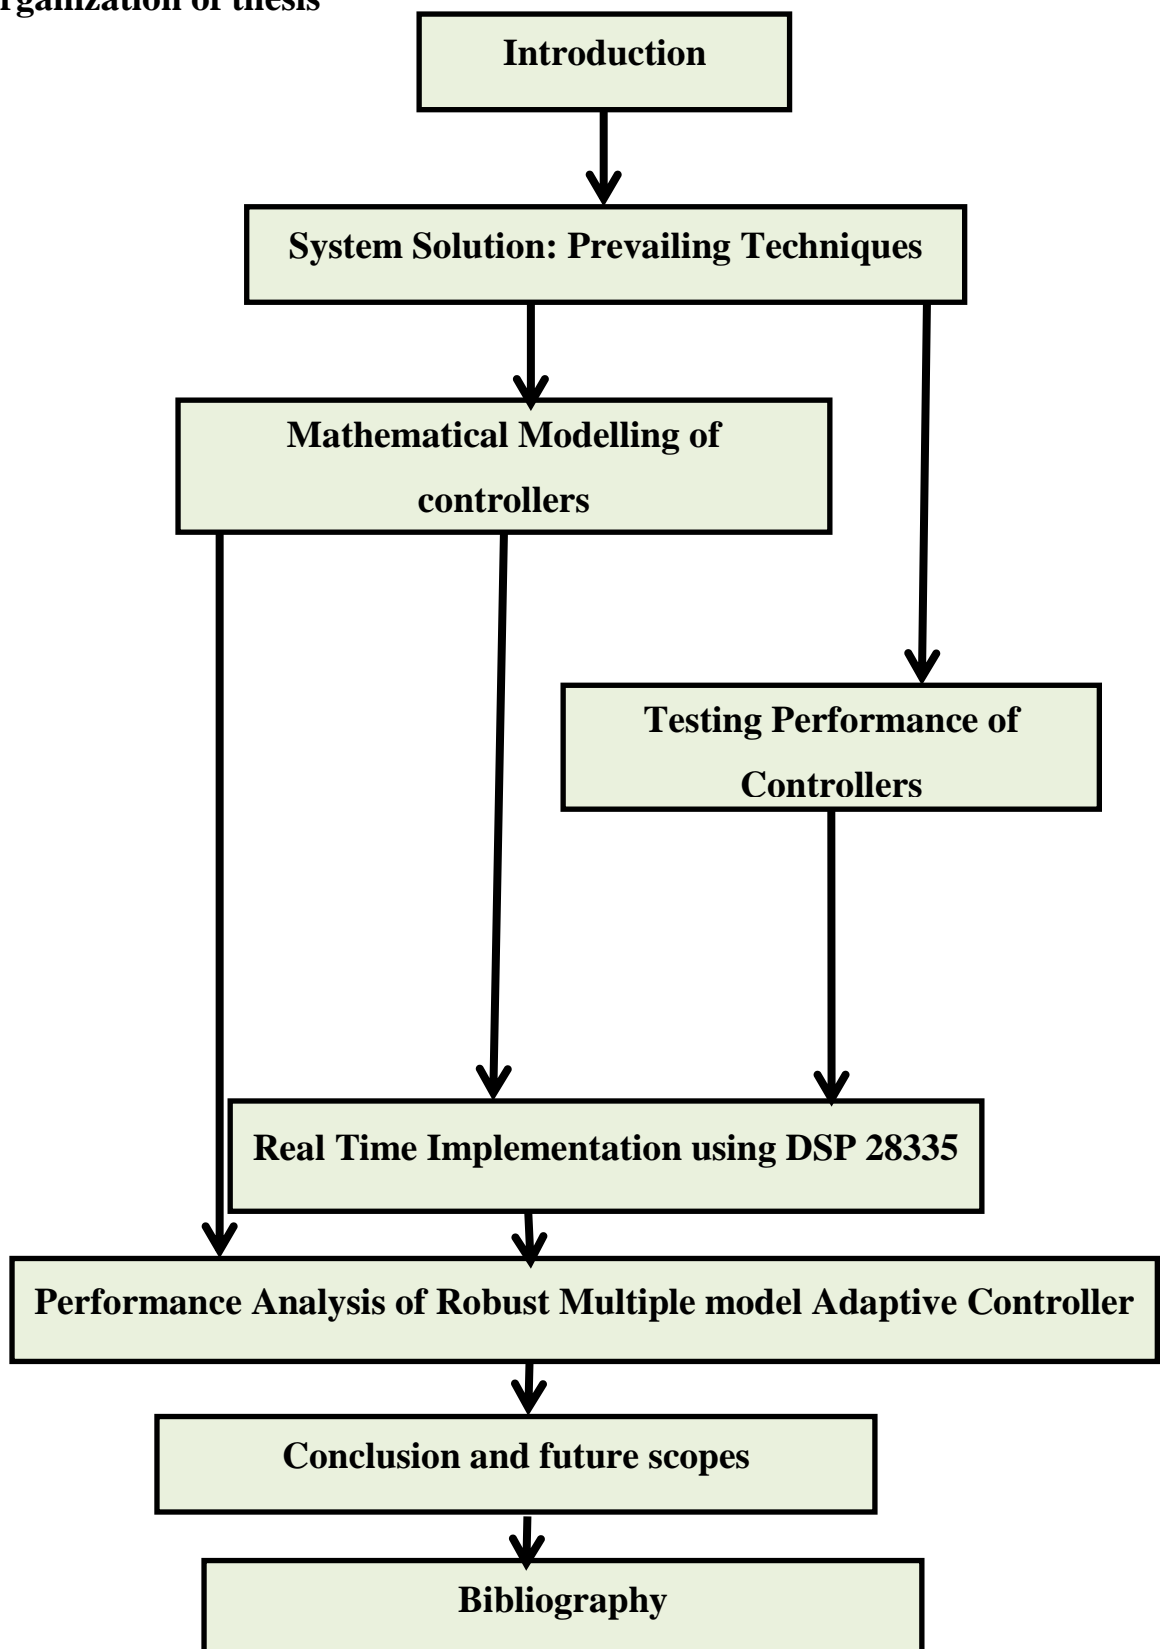 rganization of thesis
Introduction
System Solution: Prevailing Techniques
Mathematical Modelling of
controllers
Testing Performance of
Controllers
Real Time Implementation using DSP 28335
Performance Analysis of Robust Multiple model Adaptive Controller
Conclusion and future scopes
Bibliography